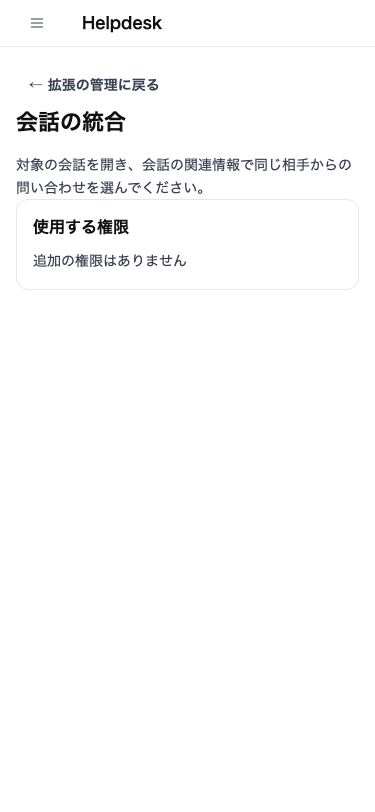 Helpdesk
← 拡張の管理に戻る
会話の統合
対象の会話を開き、会話の関連情報で同じ相手からの
問い合わせを選んでください。
使用する権限
追加の権限はありません